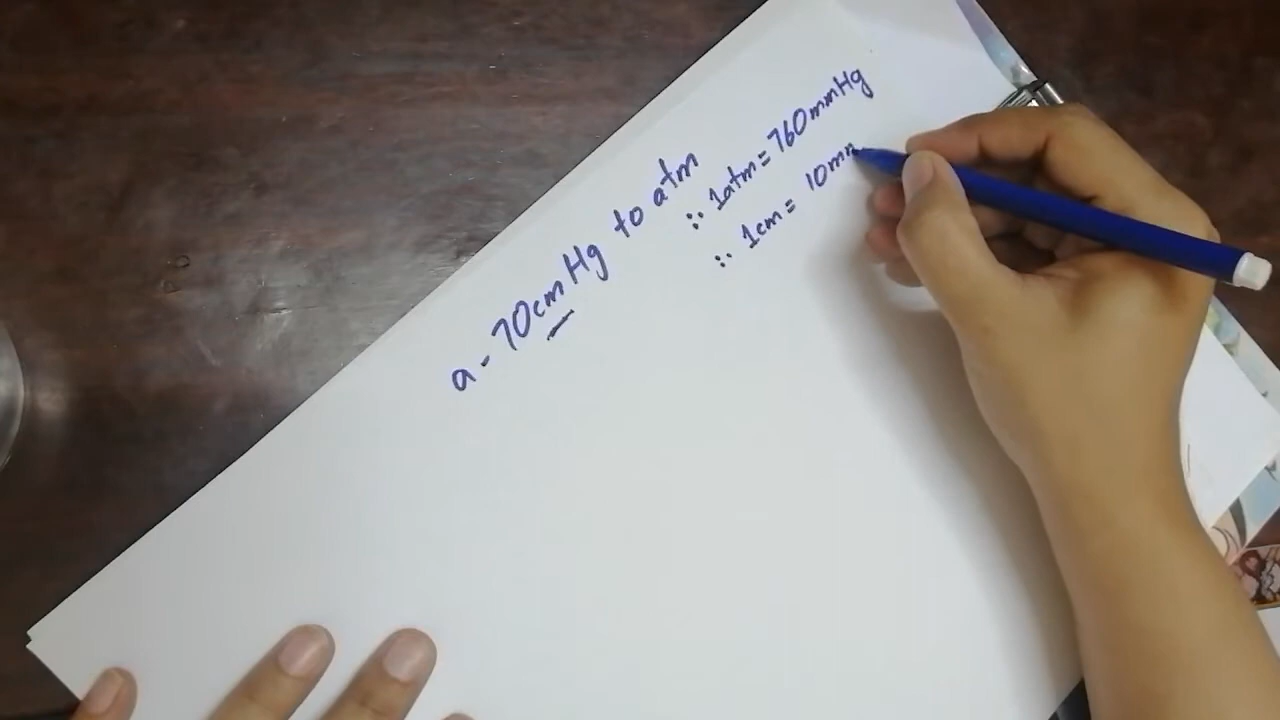 a - 70cmHg to atm
∴ 1atm = 760mmHg
∴ 1cm = 10mm